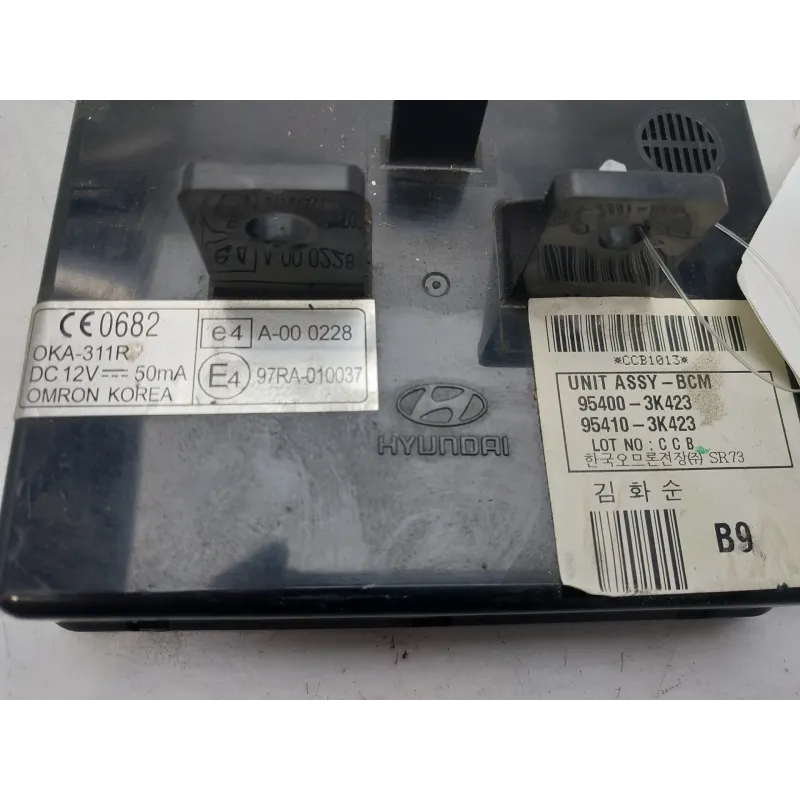 CE0682
OKA-311R
DC 12V 50mA
OMRON KOREA
e4 A-00 0228
E4 97RA-010037
HYUNDAI
*CCB1013*
UNIT ASSY-BCM
95400-3K423
95410-3K423
LOT NO : C C B
한국오므론전장(주) SR73
김화순
B9